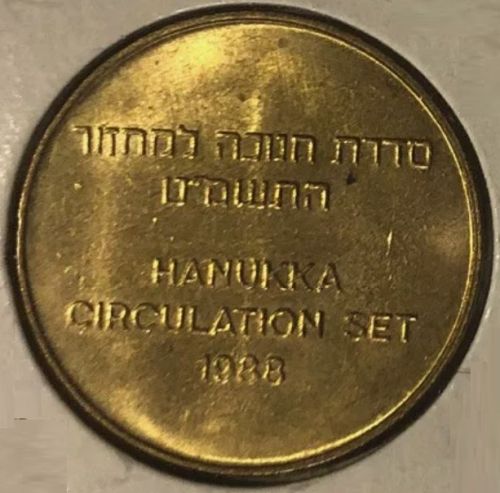 סדרת חנוכה למחזור
התשמ"ט
HANUKKA
CIRCULATION SET
1988